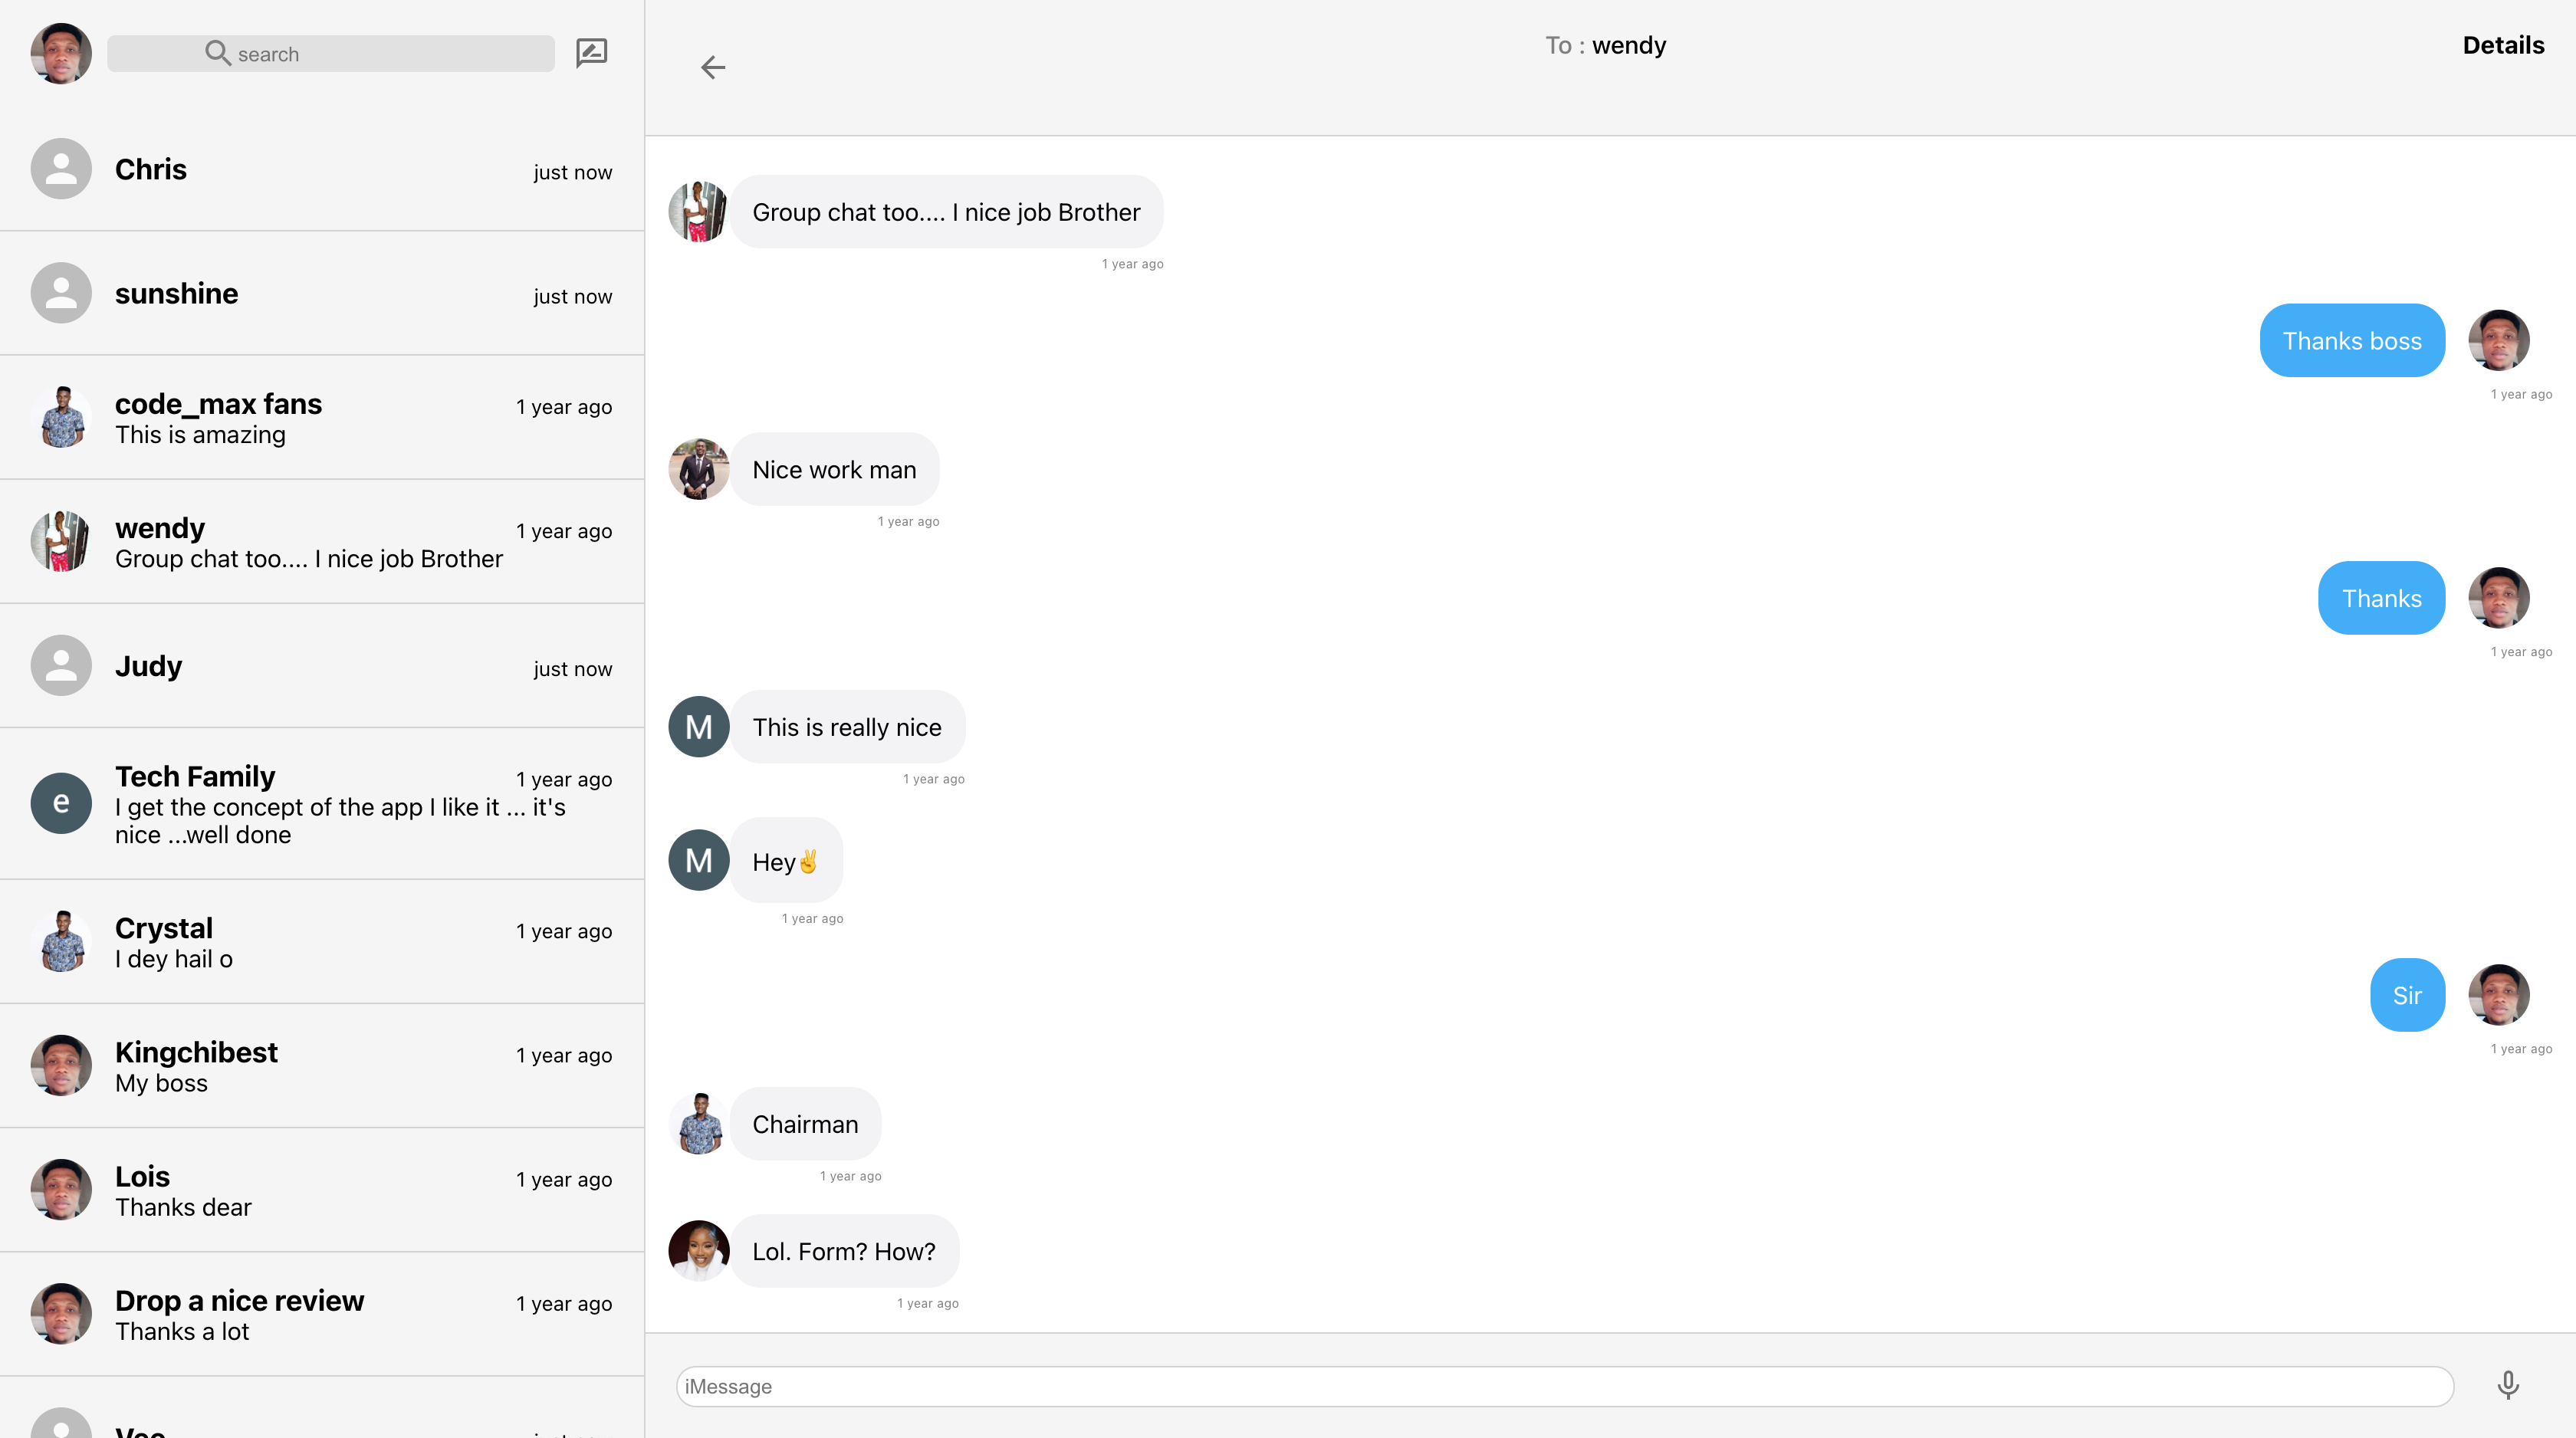 search
Chris
just now
sunshine
just now
code_max fans
1 year ago
This is amazing
wendy
1 year ago
Group chat too.... I nice job Brother
Judy
just now
e
Tech Family
1 year ago
I get the concept of the app I like it ... it's
nice ...well done
Crystal
1 year ago
I dey hail o
Kingchibest
1 year ago
My boss
Lois
1 year ago
Thanks dear
Drop a nice review
1 year ago
Thanks a lot
To : wendy
Details
Group chat too.... I nice job Brother
1 year ago
Thanks boss
1 year ago
Nice work man
1 year ago
Thanks
1 year ago
M
This is really nice
1 year ago
M
Hey✌️
1 year ago
Sir
1 year ago
Chairman
1 year ago
Lol. Form? How?
1 year ago
iMessage